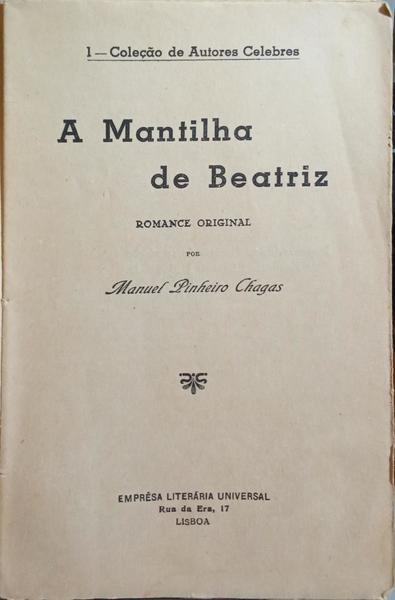 1 — Coleção de Autores Celebres
A Mantilha
de Beatriz
ROMANCE ORIGINAL
POR
Manuel Pinheiro Chagas
EMPRÊSA LITERÁRIA UNIVERSAL
Rua da Era, 17
LISBOA